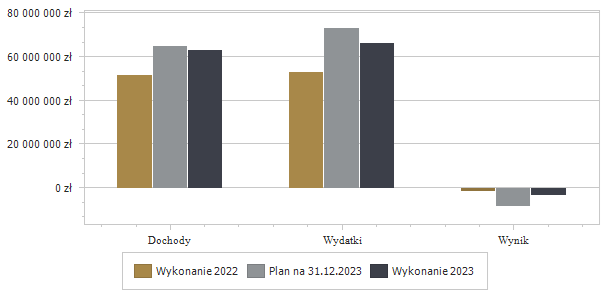 80 000 000 zł
60 000 000 zł
40 000 000 zł
20 000 000 zł
0 zł
Dochody Wydatki Wynik
Wykonanie 2022 Plan na 31.12.2023 Wykonanie 2023